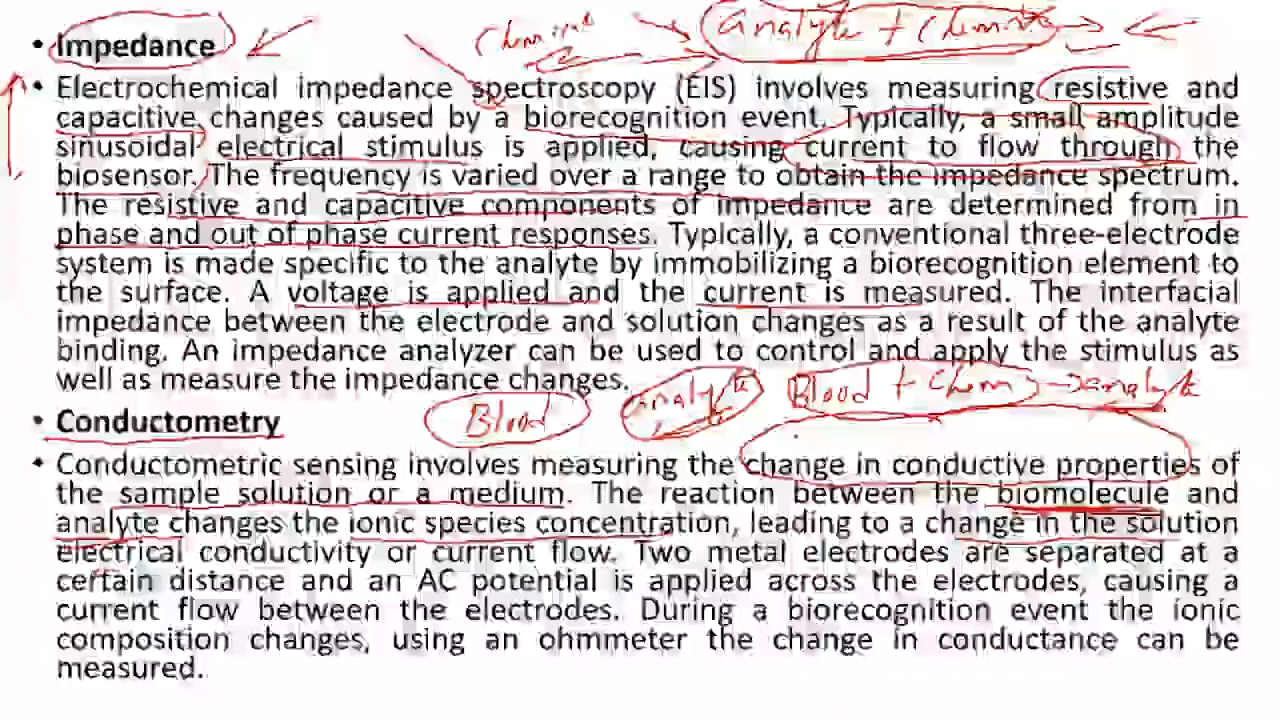 Chemical analyte + Chemical
• Impedance
• Electrochemical impedance spectroscopy (EIS) involves measuring resistive and
capacitive changes caused by a biorecognition event. Typically, a small amplitude
sinusoidal electrical stimulus is applied, causing current to flow through the
biosensor. The frequency is varied over a range to obtain the impedance spectrum.
The resistive and capacitive components of impedance are determined from in
phase and out of phase current responses. Typically, a conventional three-electrode
system is made specific to the analyte by immobilizing a biorecognition element to
the surface. A voltage is applied and the current is measured. The interfacial
impedance between the electrode and solution changes as a result of the analyte
binding. An impedance analyzer can be used to control and apply the stimulus as
well as measure the impedance changes.
Blood analyte Blood + Chem → analyte
• Conductometry
• Conductometric sensing involves measuring the change in conductive properties of
the sample solution or a medium. The reaction between the biomolecule and
analyte changes the ionic species concentration, leading to a change in the solution
electrical conductivity or current flow. Two metal electrodes are separated at a
certain distance and an AC potential is applied across the electrodes, causing a
current flow between the electrodes. During a biorecognition event the ionic
composition changes, using an ohmmeter the change in conductance can be
measured.